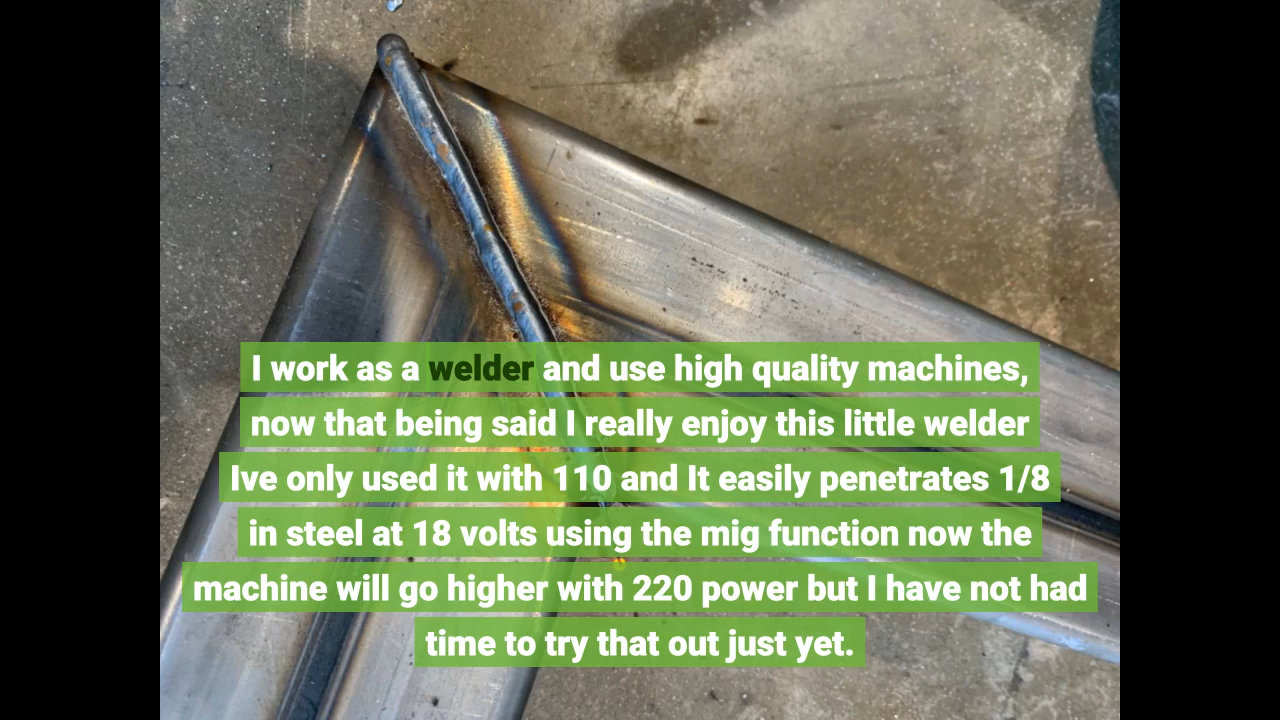 I work as a welder and use high quality machines,
now that being said I really enjoy this little welder
Ive only used it with 110 and It easily penetrates 1/8
in steel at 18 volts using the mig function now the
machine will go higher with 220 power but I have not had
time to try that out just yet.